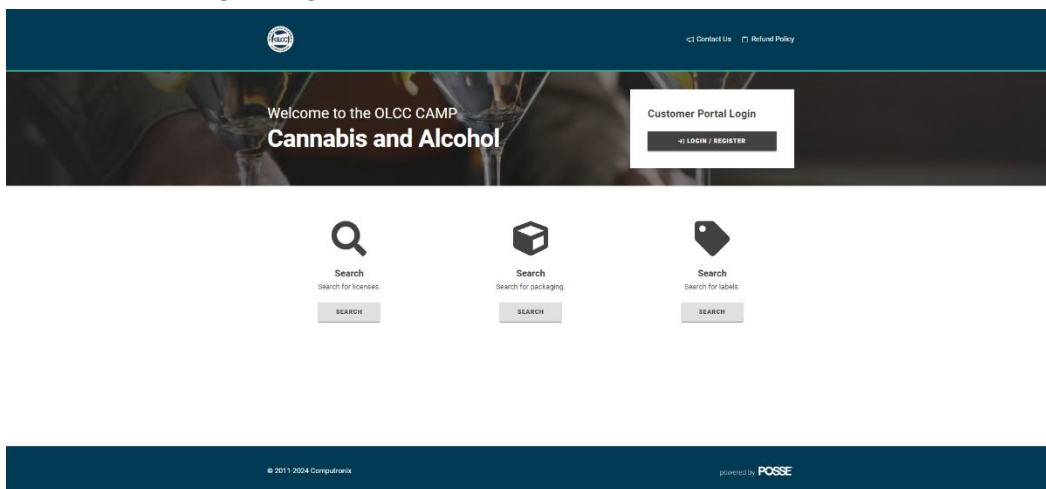 OLCC
Contact Us Refund Policy
Welcome to the OLCC CAMP
Cannabis and Alcohol
Customer Portal Login
LOGIN / REGISTER
Search
Search for licenses.
SEARCH
Search
Search for packaging.
SEARCH
Search
Search for labels.
SEARCH
© 2011-2024 Computronix
powered by POSSE